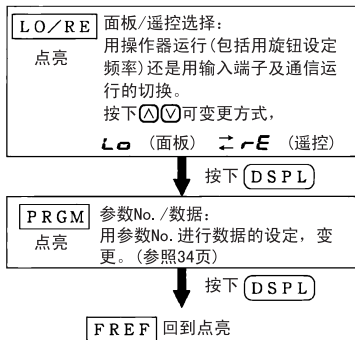 LO/RE 面板/遥控选择：
点亮 用操作器运行(包括用旋钮设定
频率)还是用输入端子及通信运
行的切换。
按下∧∨可变更方式，
Lo (面板) ⇄ rE (遥控)
按下 DSPL
PRGM 参数No./数据：
点亮 用参数No.进行数据的设定，变
更。(参照34页)
按下 DSPL
FREF 回到点亮